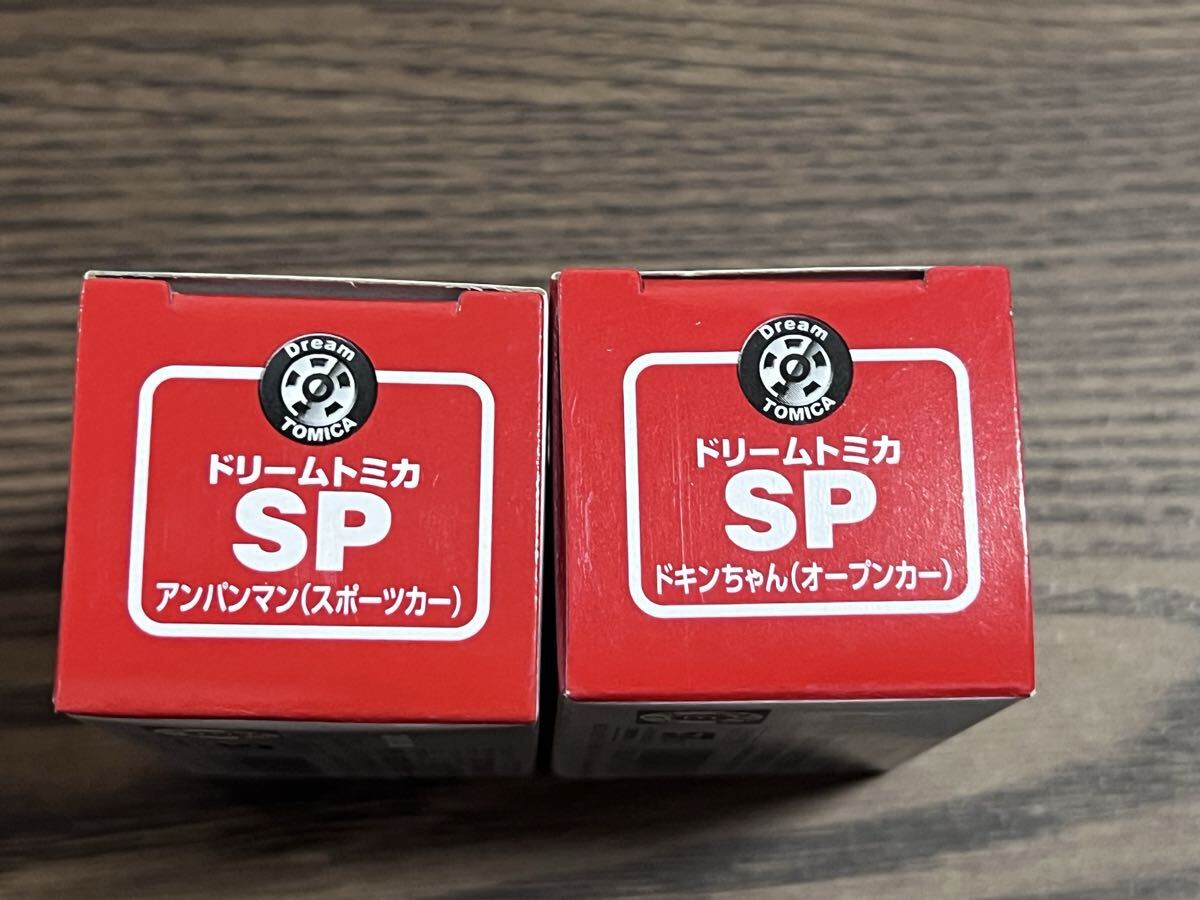 Dream
TOMICA
ドリームトミカ
SP
アンパンマン(スポーツカー)
Dream
TOMICA
ドリームトミカ
SP
ドキンちゃん(オープンカー)